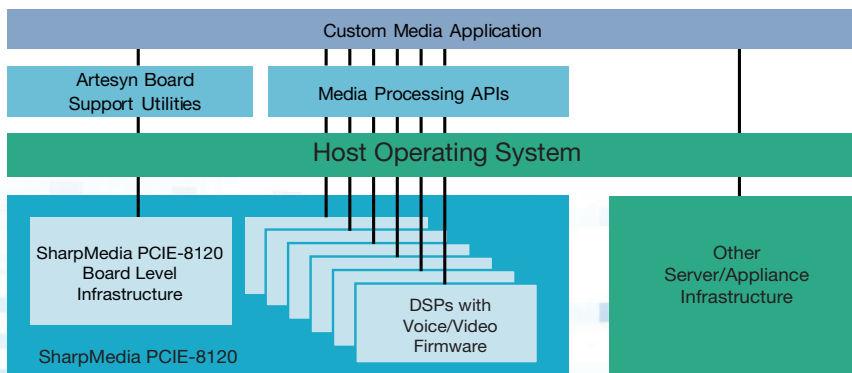 Custom Media Application
Artesyn Board
Support Utilities
Media Processing APIs
Host Operating System
SharpMedia PCIE-8120
Board Level
Infrastructure
DSPs with
Voice/Video
Firmware
SharpMedia PCIE-8120
Other
Server/Appliance
Infrastructure